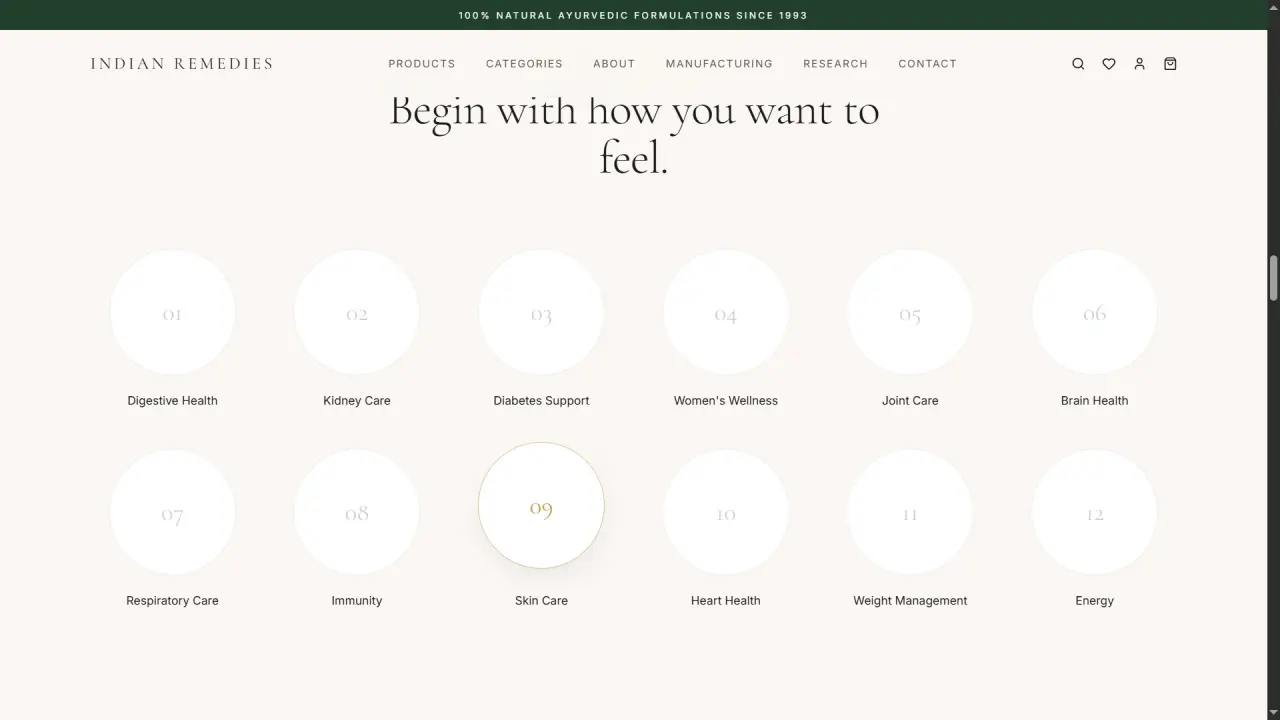 100% NATURAL AYURVEDIC FORMULATIONS SINCE 1993
INDIAN REMEDIES
PRODUCTS CATEGORIES ABOUT MANUFACTURING RESEARCH CONTACT
Begin with how you want to
feel.
01 02 03 04 05 06
Digestive Health Kidney Care Diabetes Support Women's Wellness Joint Care Brain Health
07 08 09 10 11 12
Respiratory Care Immunity Skin Care Heart Health Weight Management Energy